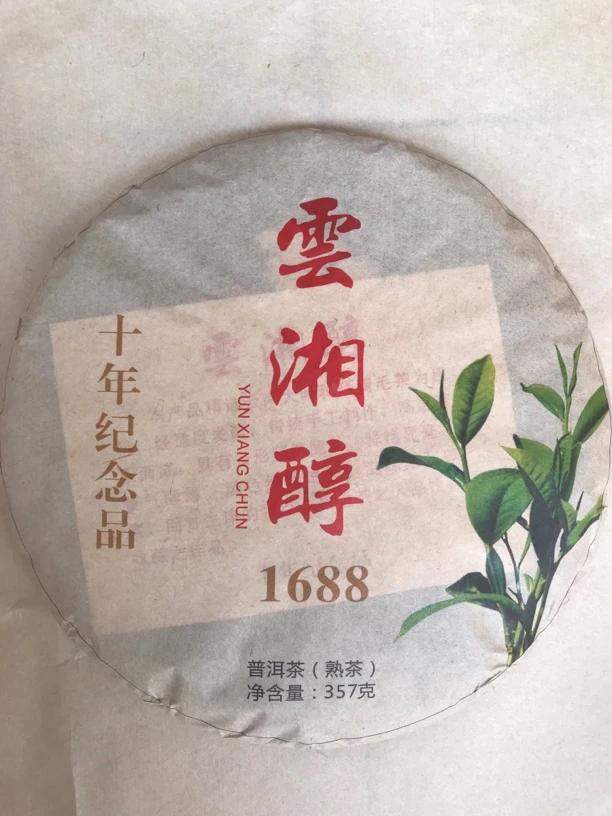 雲湘醇
YUN XIANG CHUN
十年纪念品
1688
普洱茶（熟茶）
净含量：357克